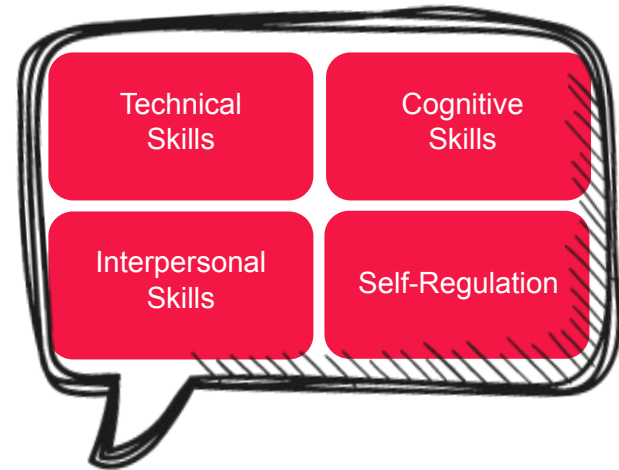 Technical
Skills
Cognitive
Skills
Interpersonal
Skills
Self-Regulation